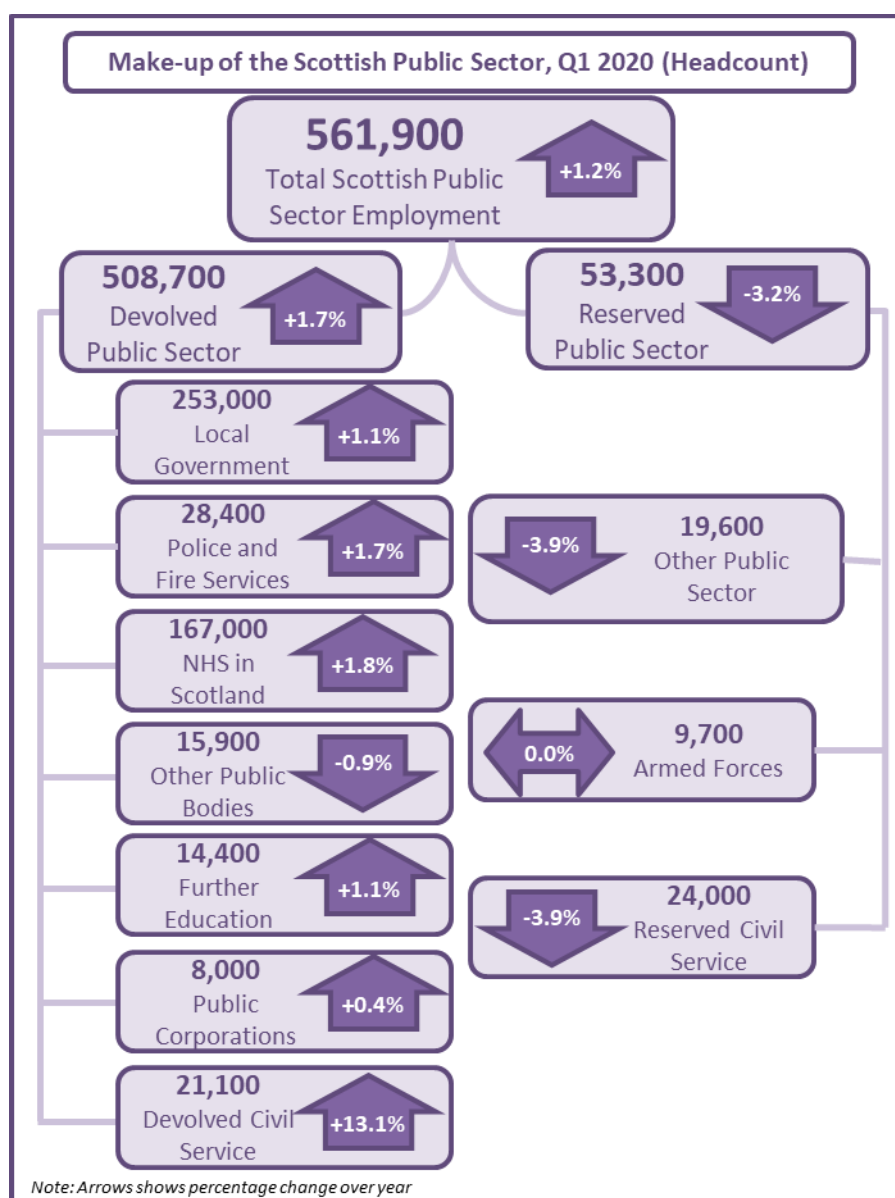 Make-up of the Scottish Public Sector, Q1 2020 (Headcount)
561,900
Total Scottish Public
Sector Employment
+1.2%
508,700
Devolved
Public Sector
+1.7%
53,300
Reserved
Public Sector
-3.2%
253,000
Local
Government
+1.1%
28,400
Police and
Fire Services
+1.7%
167,000
NHS in
Scotland
+1.8%
15,900
Other Public
Bodies
-0.9%
14,400
Further
Education
+1.1%
8,000
Public
Corporations
+0.4%
21,100
Devolved Civil
Service
+13.1%
-3.9%
19,600
Other Public
Sector
0.0%
9,700
Armed Forces
-3.9%
24,000
Reserved Civil
Service
Note: Arrows shows percentage change over year